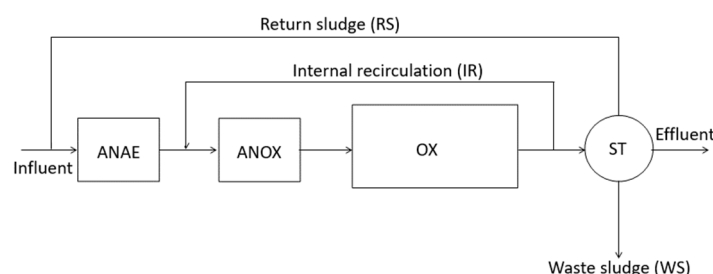 Return sludge (RS)
Internal recirculation (IR)
ANAE
ANOX
OX
ST
Effluent
Influent
Waste sludge (WS)